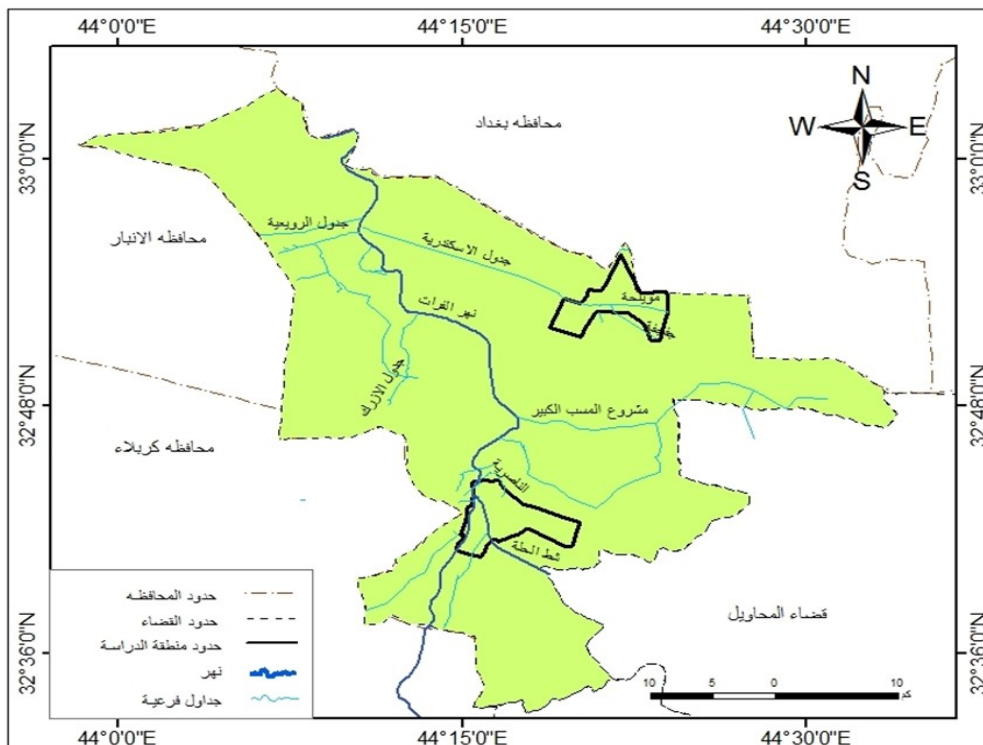 44°0'0"E 44°15'0"E 44°30'0"E
N
W E
S
محافظه بغداد
33°0'0"N 33°0'0"N
جدول الرويعية
محافظه الانبار
جدول الاسكندرية
مويلحة
نهر الفرات
جدول الازرك
32°48'0"N 32°48'0"N
مشروع المسب الكبير
محافظه كربلاء
الناصرية
شط الحلة
قضاء المحاويل
حدود المحافظه
حدود القضاء
حدود منطقة الدراسة
نهر
جداول فرعية
32°36'0"N 32°36'0"N
10 5 0 10
كم
44°0'0"E 44°15'0"E 44°30'0"E